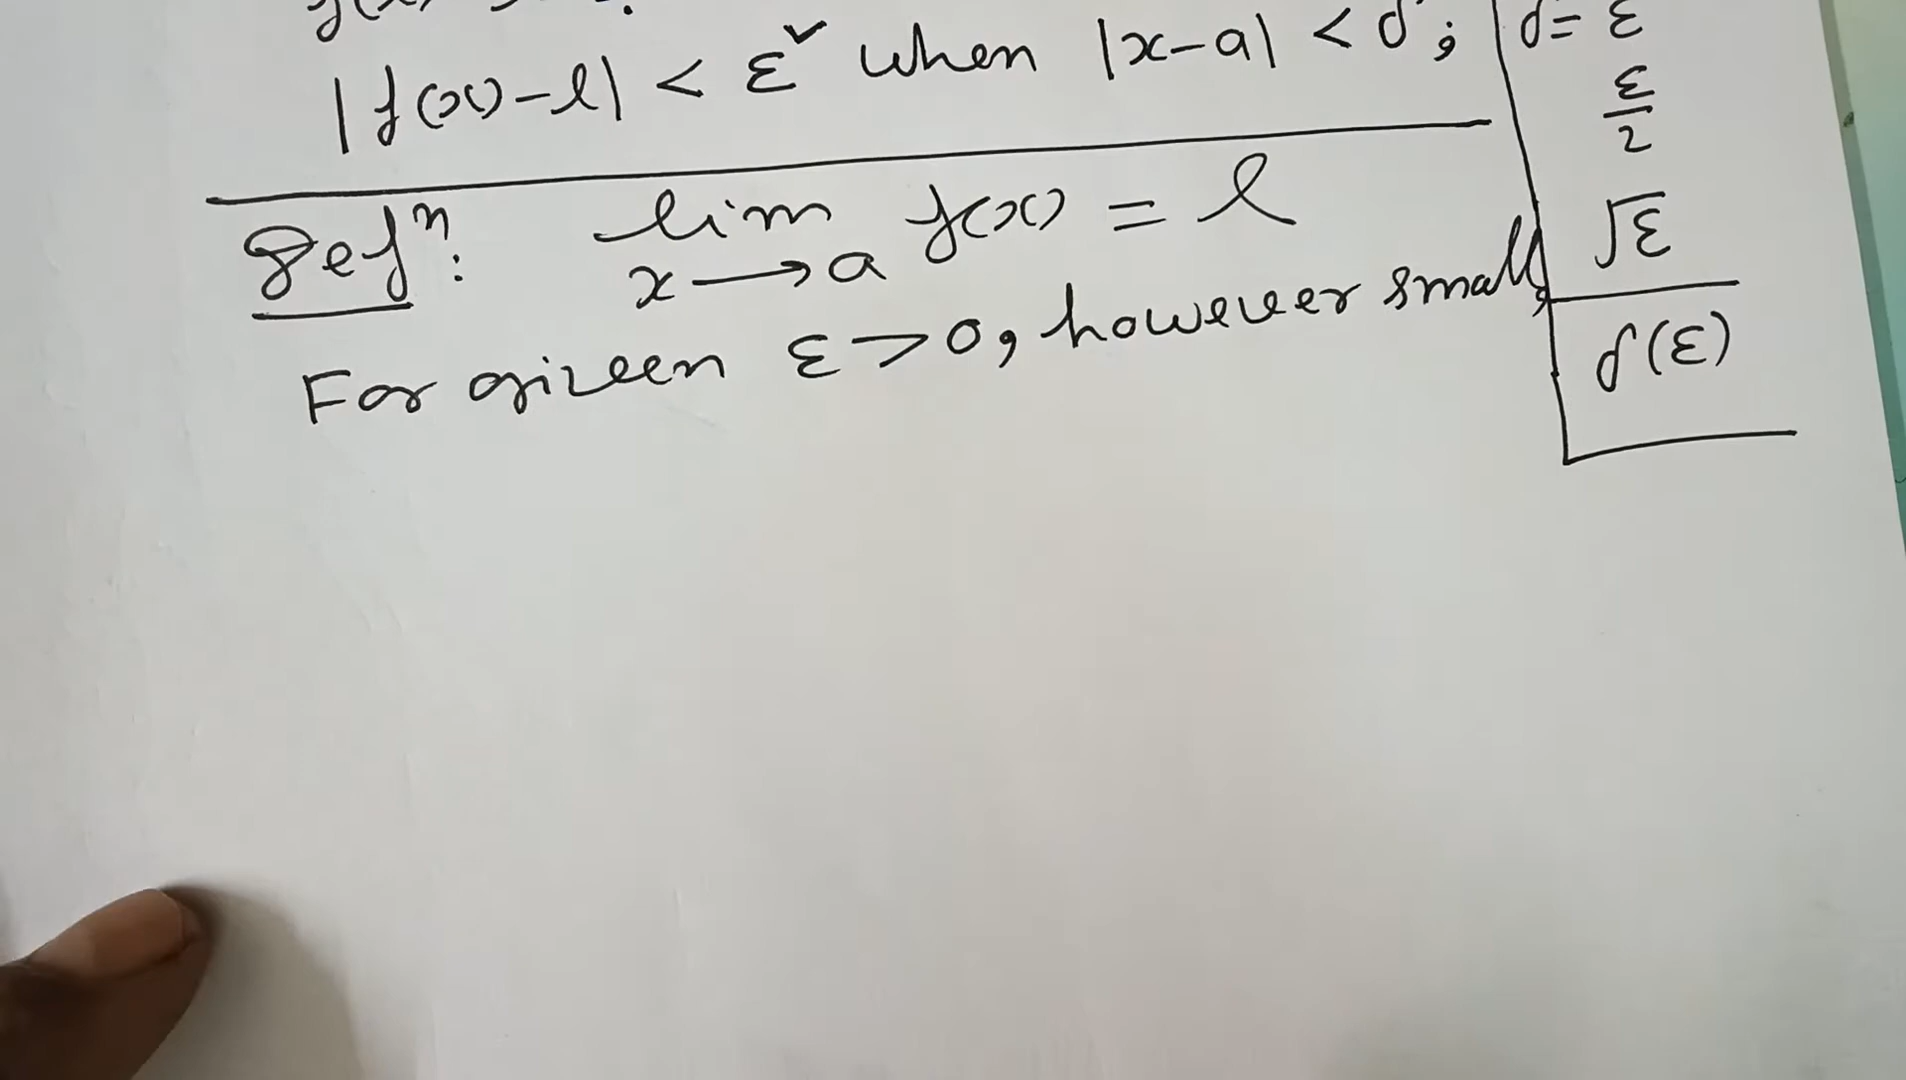 |f(x)-l| < ε when |x-a| < δ ;
δ = ε
ε/2
√ε
δ(ε)
Defⁿ: lim f(x) = l
x→a
For given ε>0, however small,